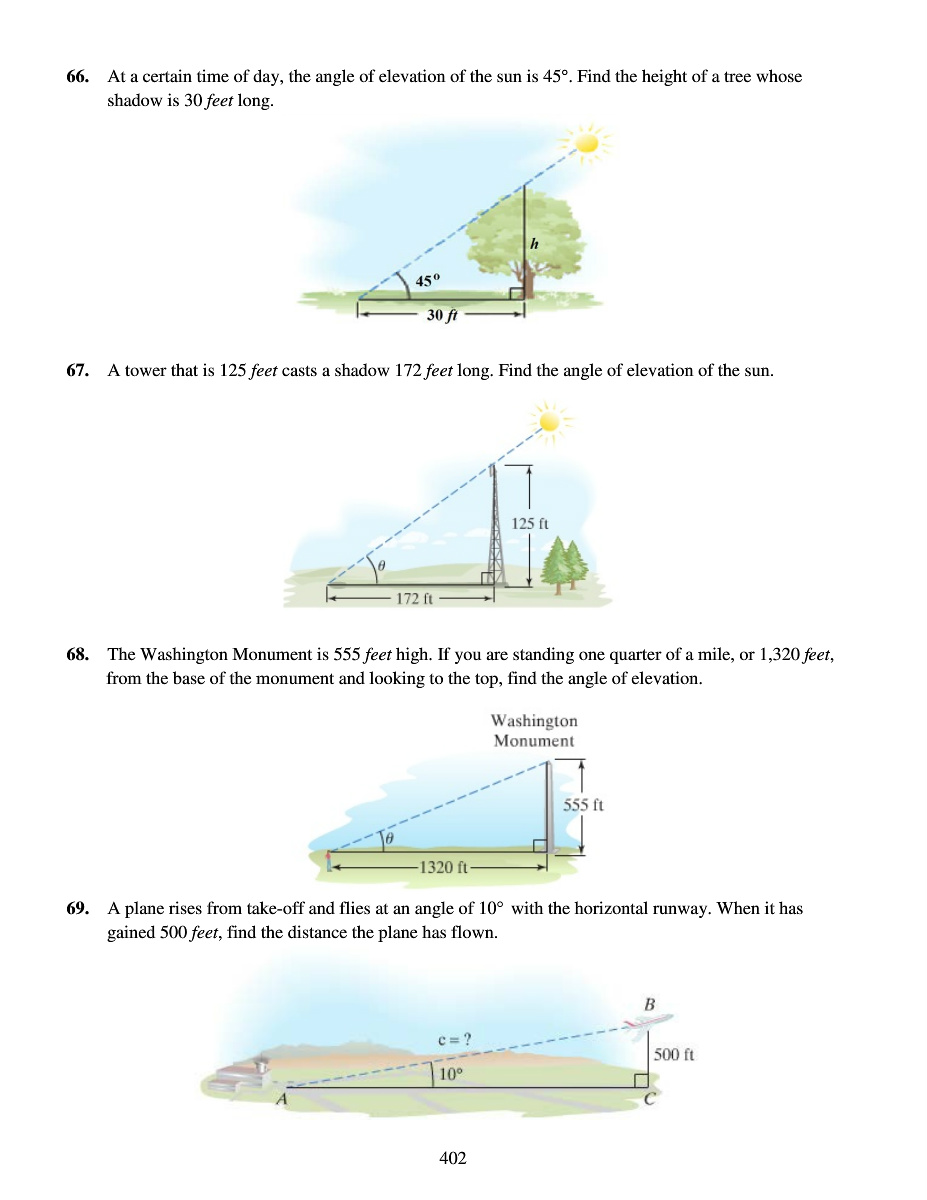 66. At a certain time of day, the angle of elevation of the sun is 45°. Find the height of a tree whose
shadow is 30 feet long.
h
45°
30 ft
67. A tower that is 125 feet casts a shadow 172 feet long. Find the angle of elevation of the sun.
125 ft
θ
172 ft
68. The Washington Monument is 555 feet high. If you are standing one quarter of a mile, or 1,320 feet,
from the base of the monument and looking to the top, find the angle of elevation.
Washington
Monument
555 ft
θ
1320 ft
69. A plane rises from take-off and flies at an angle of 10° with the horizontal runway. When it has
gained 500 feet, find the distance the plane has flown.
B
c = ?
500 ft
10°
A
C
402